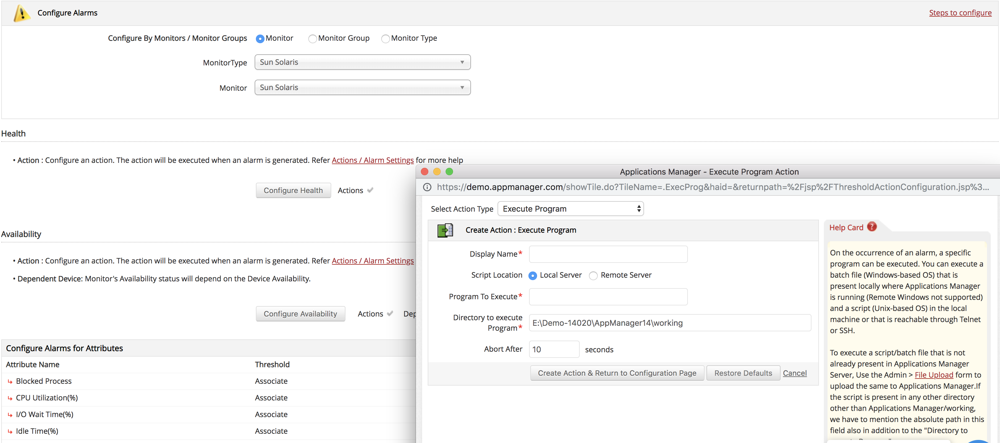 Configure Alarms
Steps to configure
Configure By Monitors / Monitor Groups Monitor Monitor Group Monitor Type
MonitorType Sun Solaris
Monitor Sun Solaris
Health
• Action : Configure an action. The action will be executed when an alarm is generated. Refer Actions / Alarm Settings for more help
Configure Health Actions
Availability
• Action : Configure an action. The action will be executed when an alarm is generated. Refer Actions / Alarm Settings
• Dependent Device: Monitor's Availability status will depend on the Device Availability.
Configure Availability Actions Dep
Configure Alarms for Attributes
Attribute Name Threshold
Blocked Process Associate
CPU Utilization(%) Associate
I/O Wait Time(%) Associate
Idle Time(%) Associate
Applications Manager - Execute Program Action
https://demo.appmanager.com/showTile.do?TileName=.ExecProg&haid=&returnpath=%2Fjsp%2FThresholdActionConfiguration.jsp%3...
Select Action Type Execute Program
Create Action : Execute Program
Display Name*
Script Location Local Server Remote Server
Program To Execute*
Directory to execute
Program* E:\Demo-14020\AppManager14\working
Abort After 10 seconds
Create Action & Return to Configuration Page Restore Defaults Cancel
Help Card ?
On the occurrence of an alarm, a specific
program can be executed. You can execute a
batch file (Windows-based OS) that is
present locally where Applications Manager
is running (Remote Windows not supported)
and a script (Unix-based OS) in the local
machine or that is reachable through Telnet
or SSH.
To execute a script/batch file that is not
already present in Applications Manager
Server, Use the Admin > File Upload form to
upload the same to Applications Manager.If
the script is present in any other directory
other than Applications Manager/working,
we have to mention the absolute path in this
field also in addition to the "Directory to